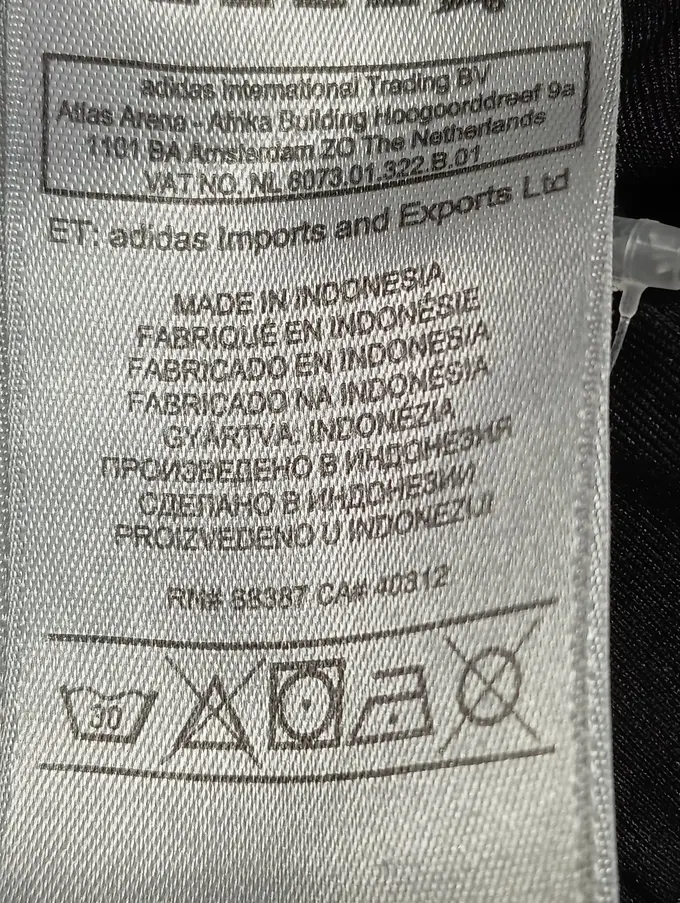 adidas International Trading BV
Atlas Arena - Afrika Building Hoogoorddreef 9a
1101 BA Amsterdam ZO The Netherlands
VAT NO. NL 8073.01.322.B.01
ET: adidas Imports and Exports Ltd
MADE IN INDONESIA
FABRIQUÉ EN INDONÉSIE
FABRICADO EN INDONESIA
FABRICADO NA INDONÉSIA
GYÁRTVA: INDONÉZIA
ПРОИЗВЕДЕНО В ИНДОНЕЗИЯ
СДЕЛАНО В ИНДОНЕЗИИ
PROIZVEDENO U INDONEZIJI
RN# 88387 CA# 40312
30